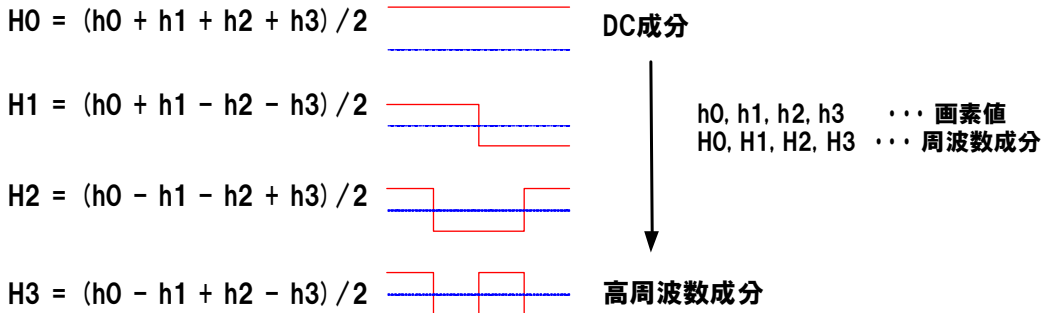 H0 = (h0 + h1 + h2 + h3)/2
DC成分
H1 = (h0 + h1 - h2 - h3)/2
h0, h1, h2, h3 ・・・ 画素値
H0, H1, H2, H3 ・・・ 周波数成分
H2 = (h0 - h1 - h2 + h3)/2
H3 = (h0 - h1 + h2 - h3)/2
高周波数成分